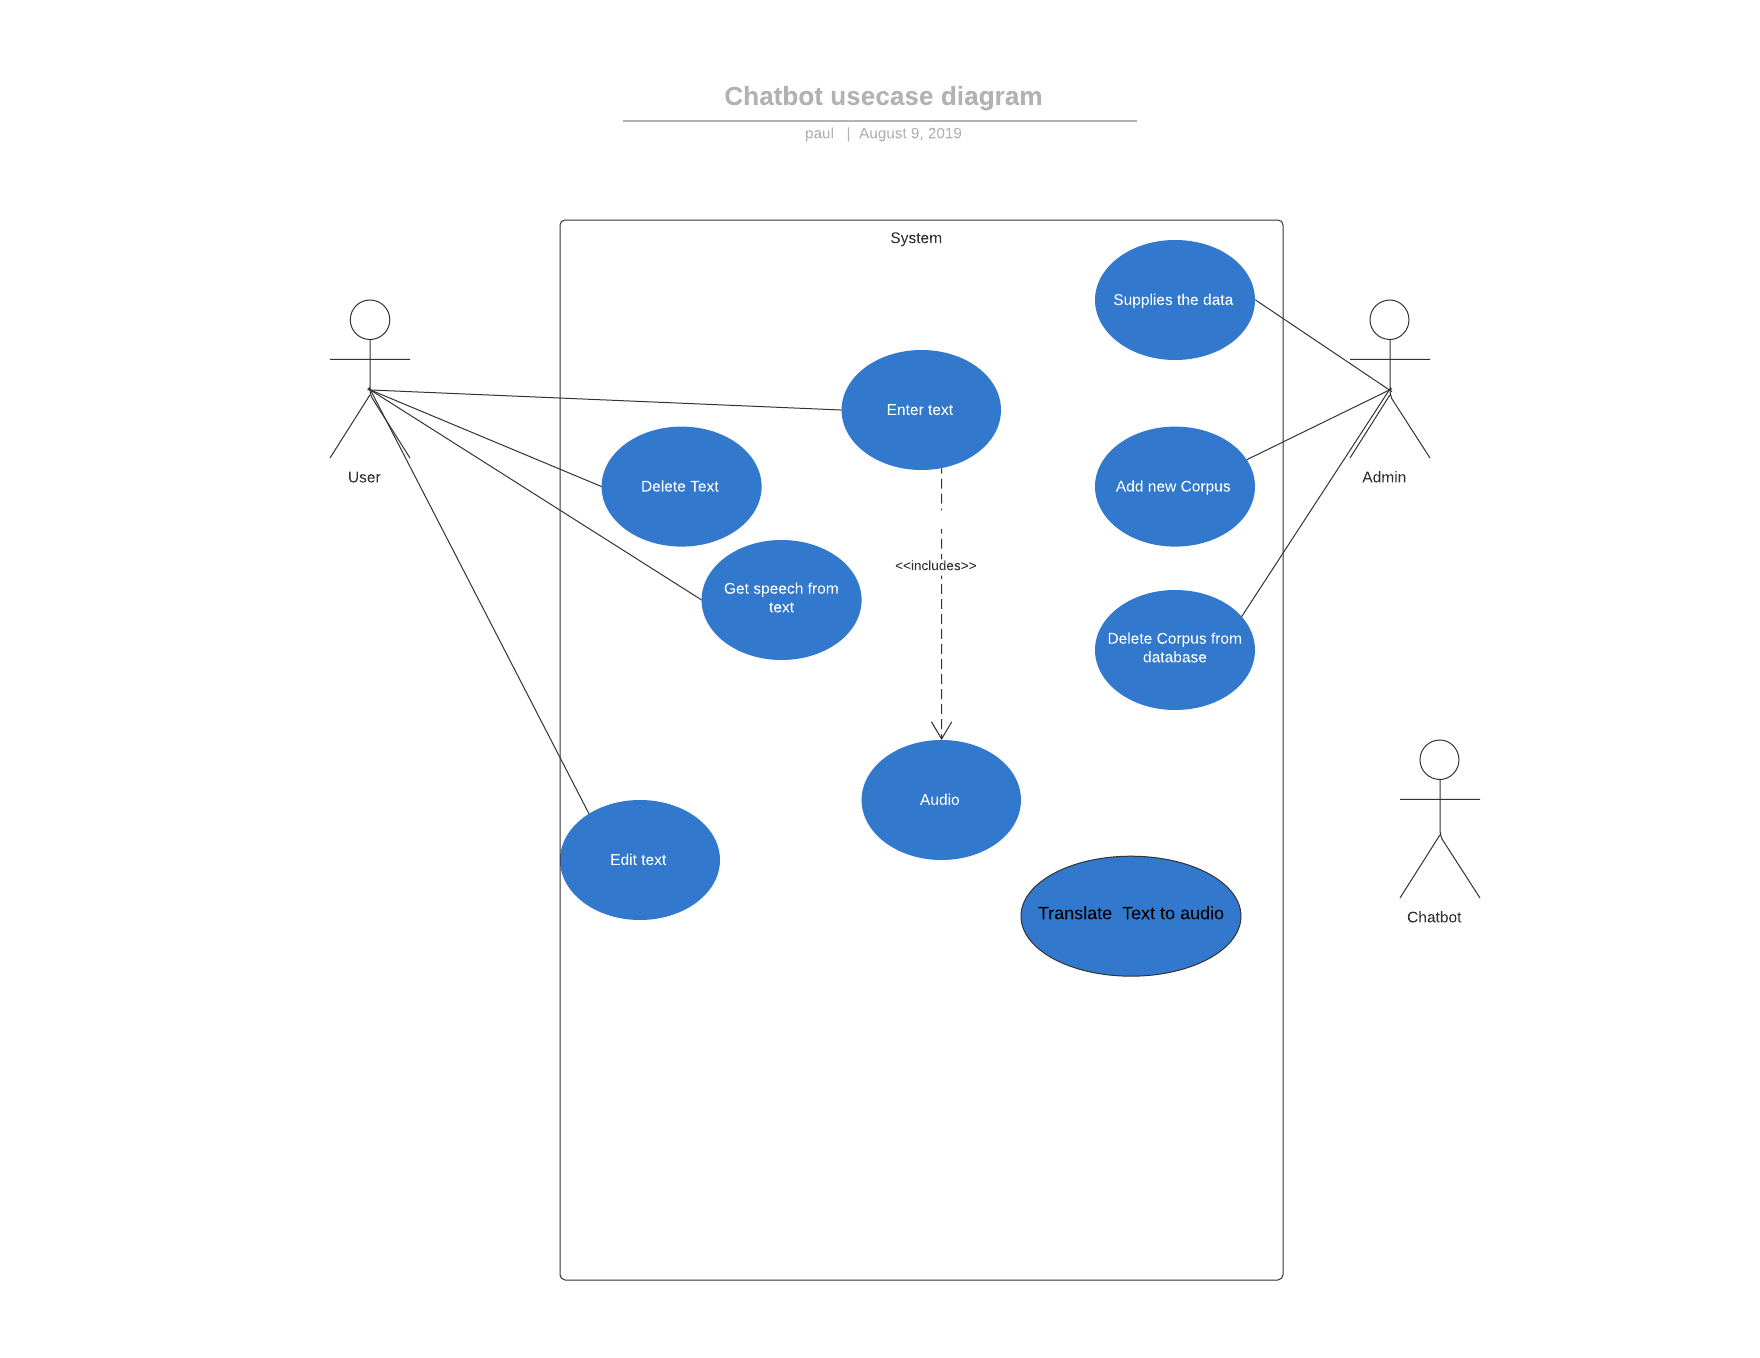 Chatbot usecase diagram
paul | August 9, 2019
System
Supplies the data
Enter text
User
Admin
Delete Text
Add new Corpus
<<includes>>
Get speech from
text
Delete Corpus from
database
Audio
Edit text
Translate  Text to audio
Chatbot